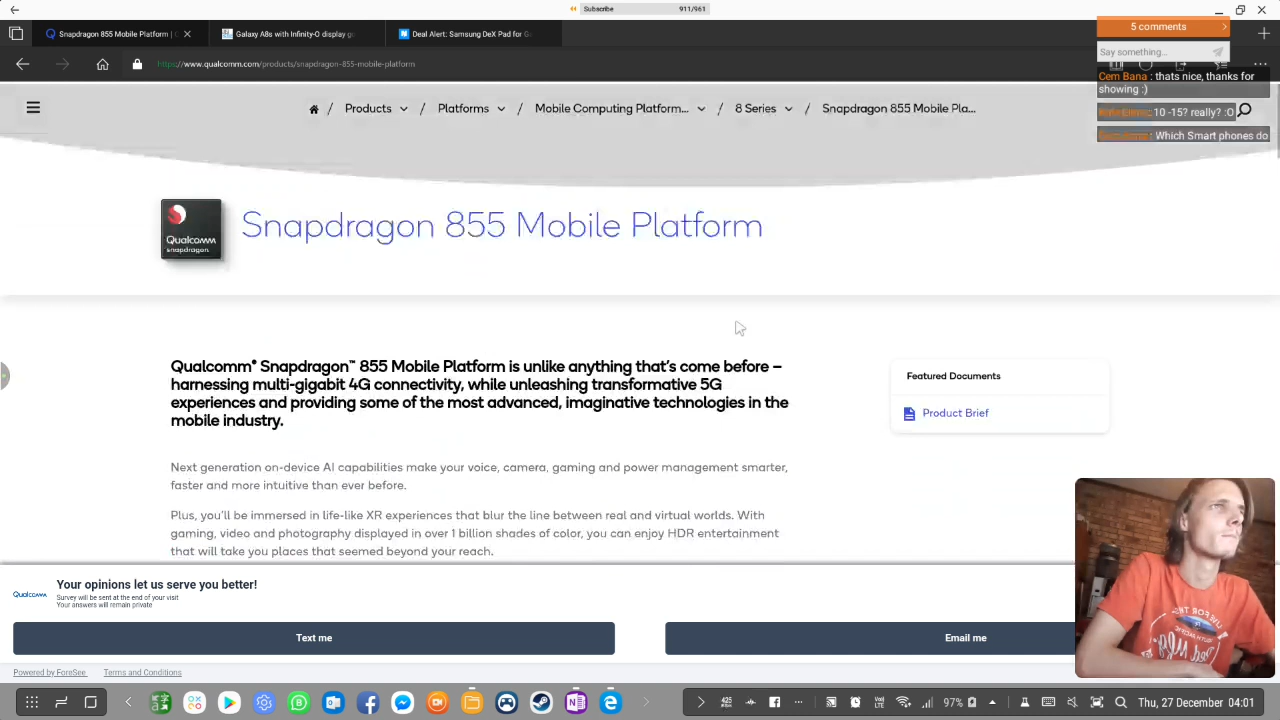 Subscribe 911/961
Snapdragon 855 Mobile Platform | Q
Galaxy A8s with Infinity-O display ge
Deal Alert: Samsung DeX Pad for G
5 comments
Say something...
https://www.qualcomm.com/products/snapdragon-855-mobile-platform
Cem Bana : thats nice, thanks for
showing :)
: 10 -15? really? :O
: Which Smart phones do
/ Products / Platforms / Mobile Computing Platform... / 8 Series / Snapdragon 855 Mobile Pla...
Qualcomm
snapdragon
Snapdragon 855 Mobile Platform
Qualcomm® Snapdragon™ 855 Mobile Platform is unlike anything that's come before –
harnessing multi-gigabit 4G connectivity, while unleashing transformative 5G
experiences and providing some of the most advanced, imaginative technologies in the
mobile industry.
Featured Documents
Product Brief
Next generation on-device AI capabilities make your voice, camera, gaming and power management smarter,
faster and more intuitive than ever before.
Plus, you'll be immersed in life-like XR experiences that blur the line between real and virtual worlds. With
gaming, video and photography displayed in over 1 billion shades of color, you can enjoy HDR entertainment
that will take you places that seemed beyond your reach.
Qualcomm
Your opinions let us serve you better!
Survey will be sent at the end of your visit
Your answers will remain private
Text me
Email me
Powered by ForeSee
Terms and Conditions
97%
Thu, 27 December 04:01